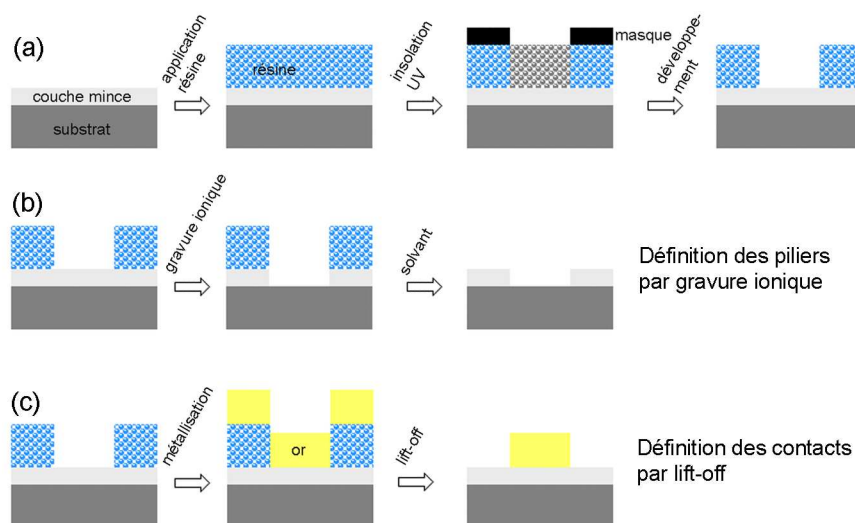 (a)
application
résine
insolation
UV
masque
développe-
ment
résine
couche mince
substrat
(b)
gravure ionique
solvant
Définition des piliers
par gravure ionique
(c)
métallisation
or
lift-off
Définition des contacts
par lift-off